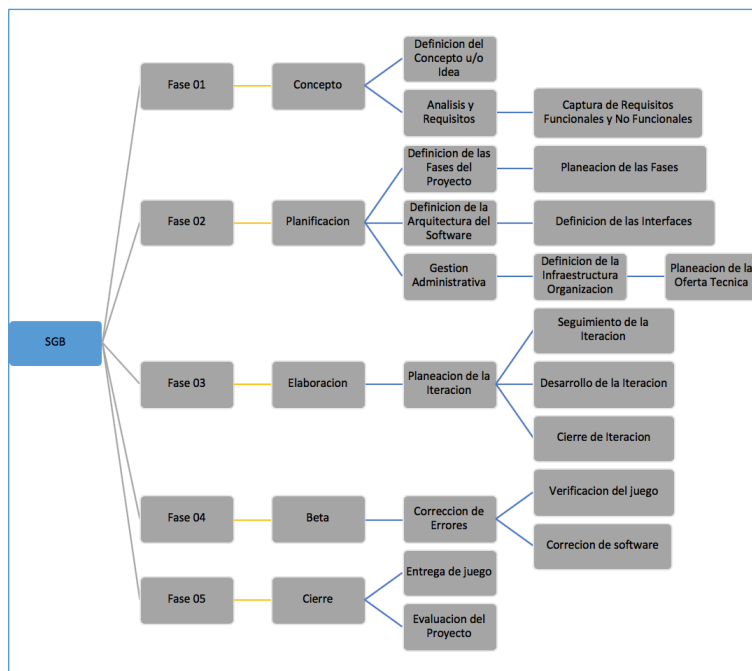 SGB
Fase 01
Concepto
Definicion del
Concepto u/o
Idea
Analisis y
Requisitos
Captura de Requisitos
Funcionales y No Funcionales
Fase 02
Planificacion
Definicion de las
Fases del
Proyecto
Planeacion de las Fases
Definicion de la
Arquitectura del
Software
Definicion de las Interfaces
Gestion
Administrativa
Definicion de la
Infraestructura
Organizacion
Planeacion de la
Oferta Tecnica
Fase 03
Elaboracion
Planeacion de la
Iteracion
Seguimiento de la
Iteracion
Desarrollo de la Iteracion
Cierre de Iteracion
Fase 04
Beta
Correccion de
Errores
Verificacion del juego
Correcion de software
Fase 05
Cierre
Entrega de juego
Evaluacion del
Proyecto